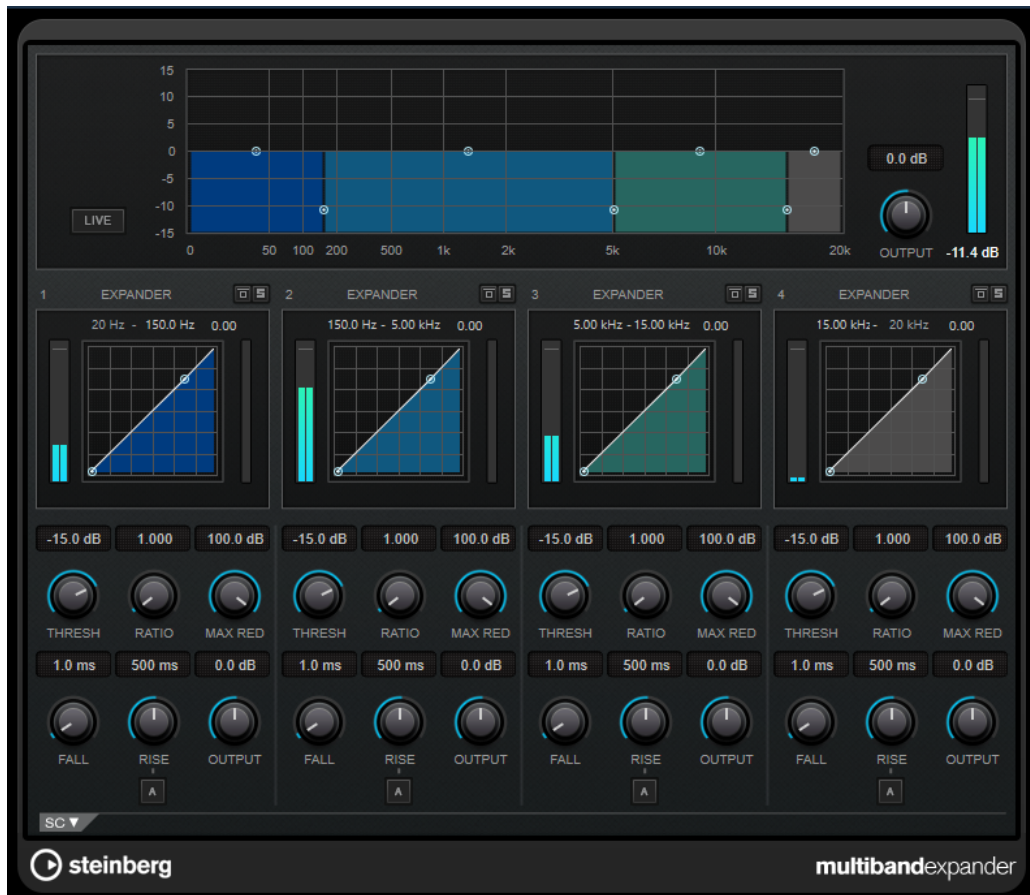 15
10
5
0
-5
-10
-15
LIVE
0 50 100 200 500 1k 2k 5k 10k 20k
0.0 dB
OUTPUT -11.4 dB
1 EXPANDER S 2 EXPANDER S 3 EXPANDER S 4 EXPANDER S
20 Hz - 150.0 Hz 0.00 150.0 Hz - 5.00 kHz 0.00 5.00 kHz - 15.00 kHz 0.00 15.00 kHz - 20 kHz 0.00
-15.0 dB 1.000 100.0 dB -15.0 dB 1.000 100.0 dB -15.0 dB 1.000 100.0 dB -15.0 dB 1.000 100.0 dB
THRESH RATIO MAX RED THRESH RATIO MAX RED THRESH RATIO MAX RED THRESH RATIO MAX RED
1.0 ms 500 ms 0.0 dB 1.0 ms 500 ms 0.0 dB 1.0 ms 500 ms 0.0 dB 1.0 ms 500 ms 0.0 dB
FALL RISE OUTPUT FALL RISE OUTPUT FALL RISE OUTPUT FALL RISE OUTPUT
A A A A
SC
steinberg multibandexpander